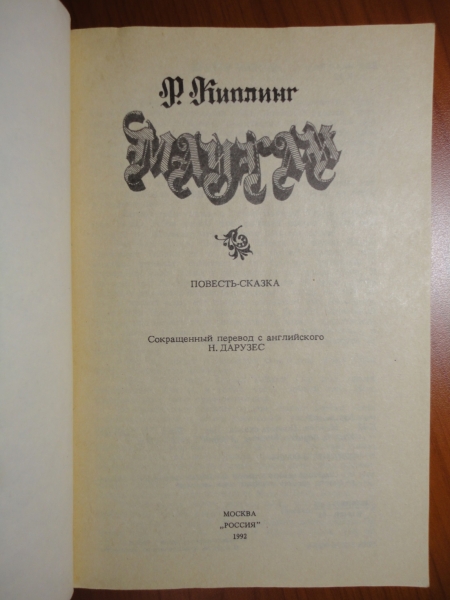 Р. Киплинг
МАУГЛИ
ПОВЕСТЬ-СКАЗКА
Сокращенный перевод с английского
Н. ДАРУЗЕС
МОСКВА
„РОССИЯ"
1992